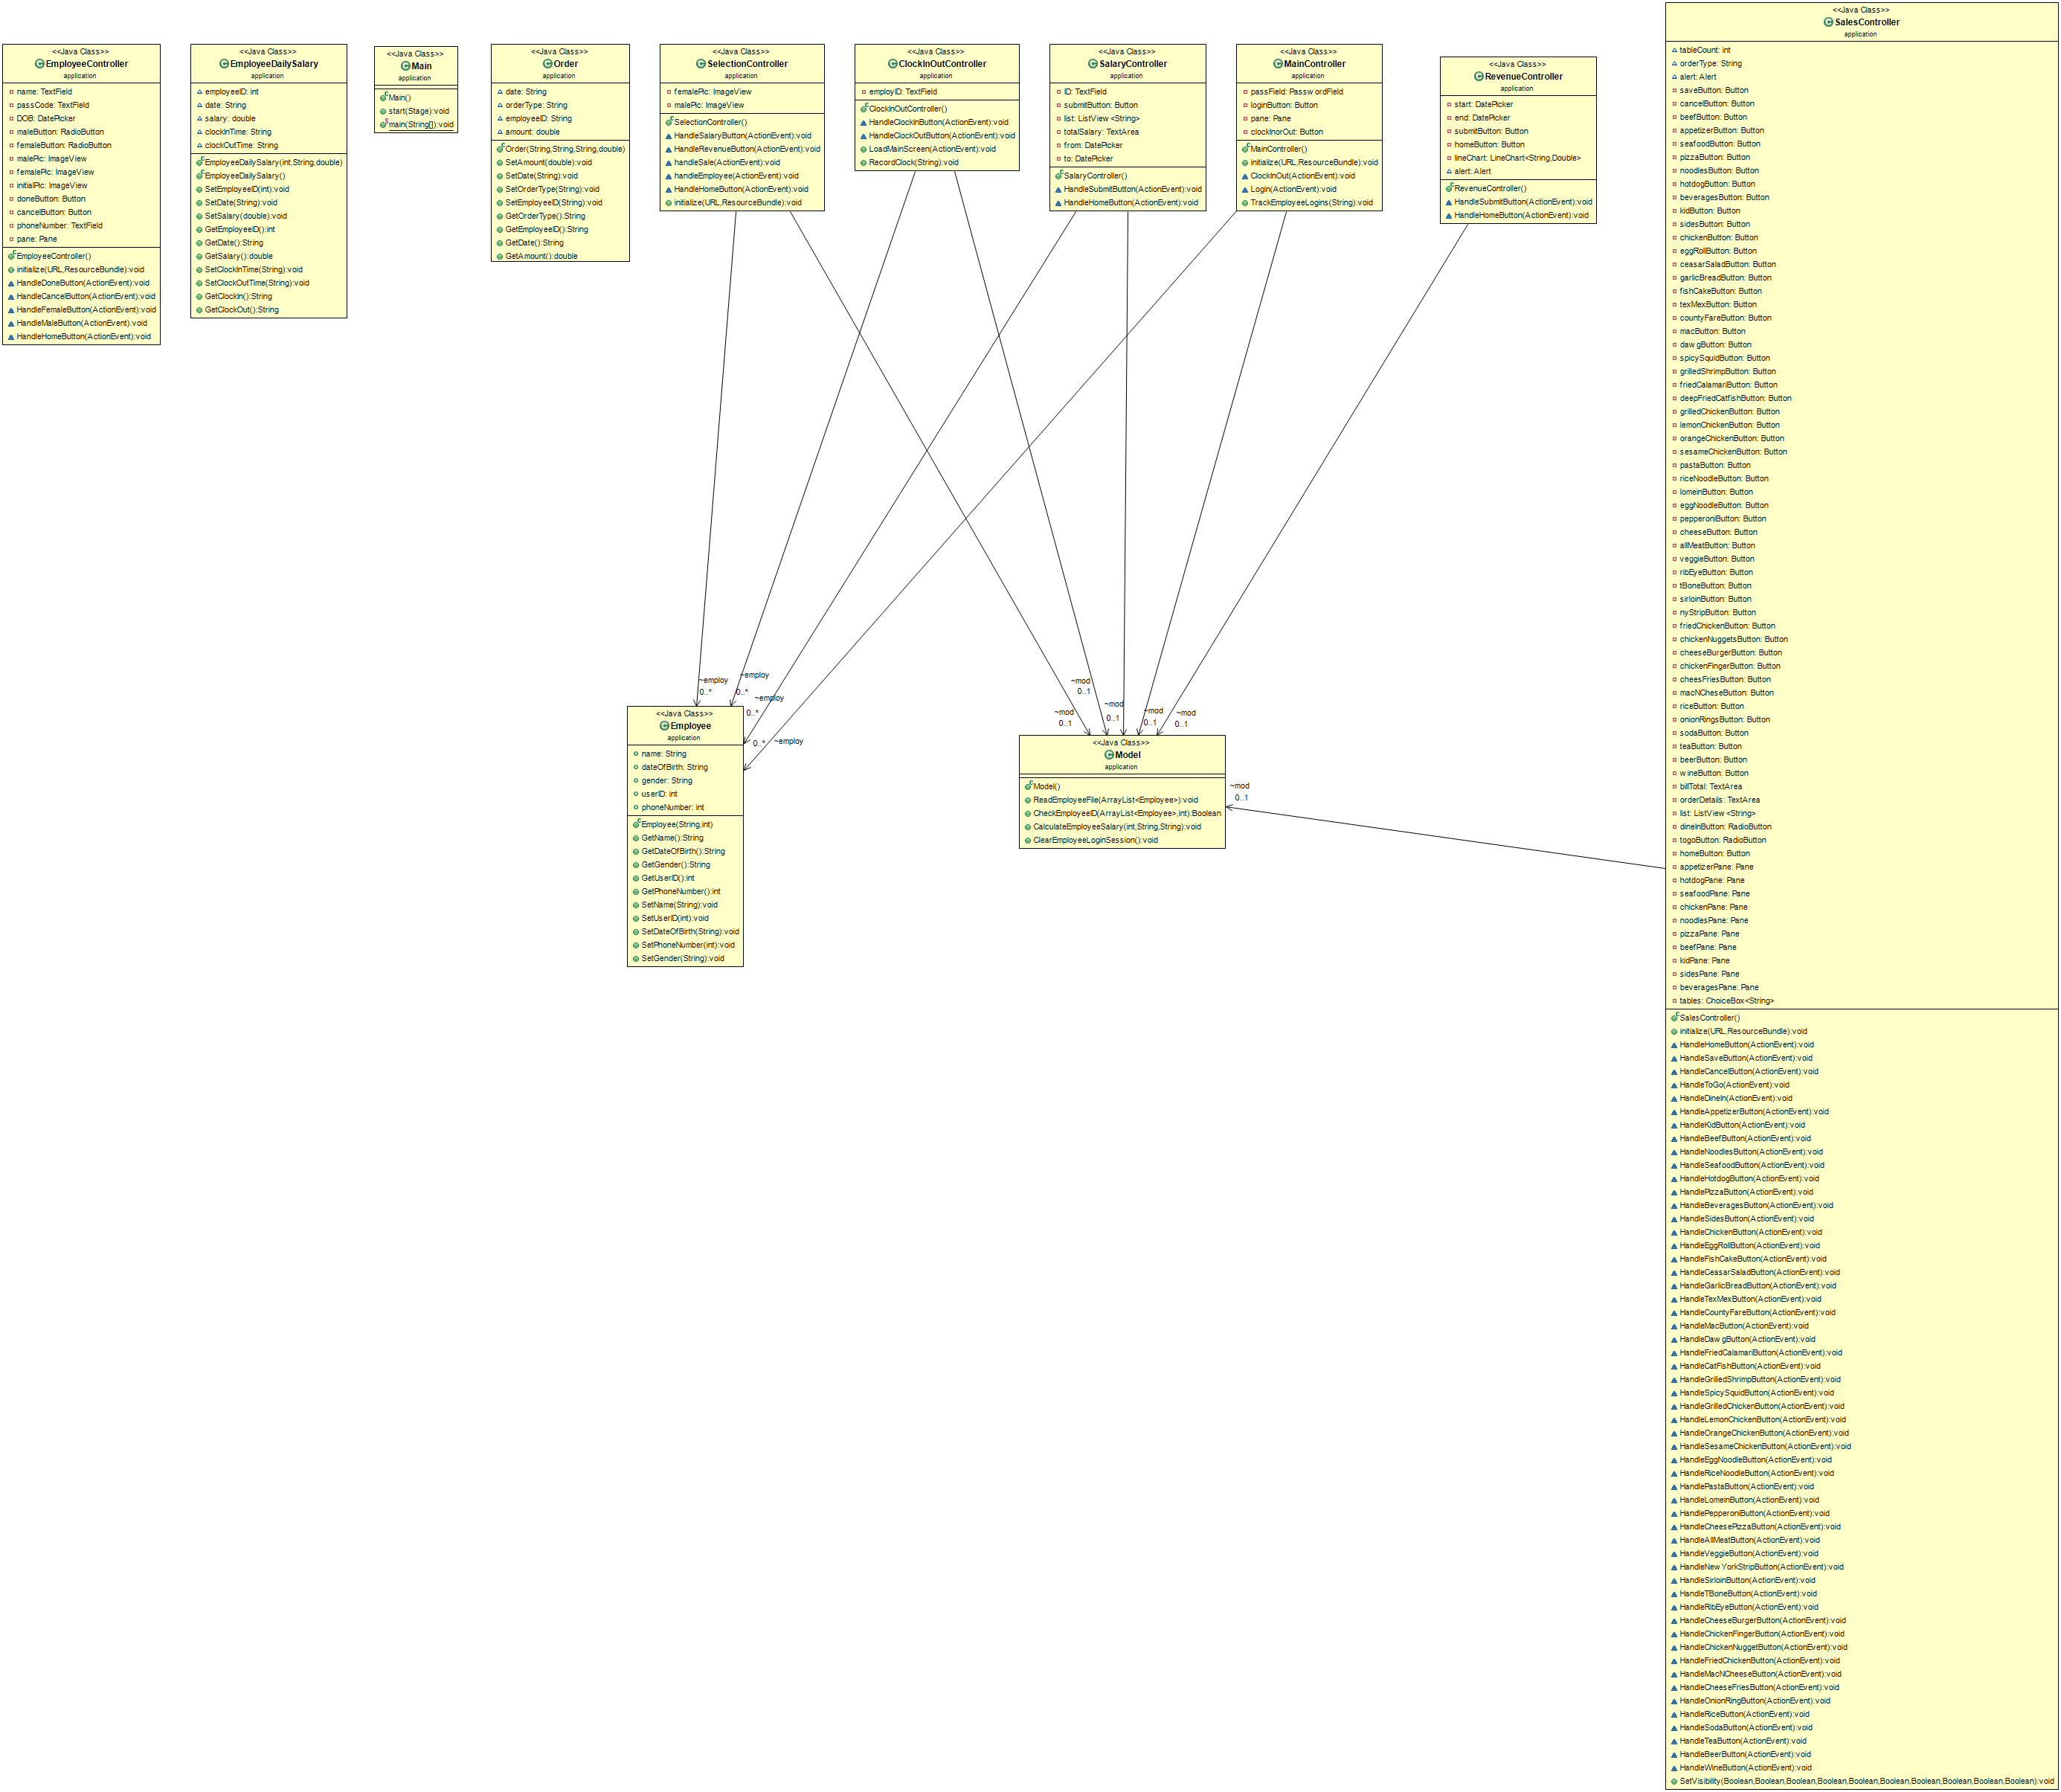 <<Java Class>>
EmployeeController
application
name: TextField
passCode: TextField
DOB: DatePicker
maleButton: RadioButton
femaleButton: RadioButton
malePic: ImageView
femalePic: ImageView
initialPic: ImageView
doneButton: Button
cancelButton: Button
phoneNumber: TextField
pane: Pane
EmployeeController()
initialize(URL,ResourceBundle):void
HandleDoneButton(ActionEvent):void
HandleCancelButton(ActionEvent):void
HandleFemaleButton(ActionEvent):void
HandleMaleButton(ActionEvent):void
HandleHomeButton(ActionEvent):void
<<Java Class>>
EmployeeDailySalary
application
employeeID: int
date: String
salary: double
clockInTime: String
clockOutTime: String
EmployeeDailySalary(int,String,double)
EmployeeDailySalary()
SetEmployeeID(int):void
SetDate(String):void
SetSalary(double):void
GetEmployeeID():int
GetDate():String
GetSalary():double
SetClockInTime(String):void
SetClockOutTime(String):void
GetClockIn():String
GetClockOut():String
<<Java Class>>
Main
application
Main()
start(Stage):void
main(String[]):void
<<Java Class>>
Order
application
date: String
orderType: String
employeeID: String
amount: double
Order(String,String,String,double)
SetAmount(double):void
SetDate(String):void
SetOrderType(String):void
SetEmployeeID(String):void
GetOrderType():String
GetEmployeeID():String
GetDate():String
GetAmount():double
<<Java Class>>
SelectionController
application
femalePic: ImageView
malePic: ImageView
SelectionController()
HandleSalaryButton(ActionEvent):void
HandleRevenueButton(ActionEvent):void
handleSale(ActionEvent):void
handleEmployee(ActionEvent):void
HandleHomeButton(ActionEvent):void
initialize(URL,ResourceBundle):void
<<Java Class>>
ClockInOutController
application
employID: TextField
ClockInOutController()
HandleClockInButton(ActionEvent):void
HandleClockOutButton(ActionEvent):void
LoadMainScreen(ActionEvent):void
RecordClock(String):void
<<Java Class>>
SalaryController
application
ID: TextField
submitButton: Button
list: ListView<String>
totalSalary: TextArea
from: DatePicker
to: DatePicker
SalaryController()
HandleSubmitButton(ActionEvent):void
HandleHomeButton(ActionEvent):void
<<Java Class>>
MainController
application
passField: PasswordField
loginButton: Button
pane: Pane
clockInorOut: Button
MainController()
initialize(URL,ResourceBundle):void
ClockInOut(ActionEvent):void
Login(ActionEvent):void
TrackEmployeeLogins(String):void
<<Java Class>>
RevenueController
application
start: DatePicker
end: DatePicker
submitButton: Button
homeButton: Button
lineChart: LineChart<String,Double>
alert: Alert
RevenueController()
HandleSubmitButton(ActionEvent):void
HandleHomeButton(ActionEvent):void
<<Java Class>>
SalesController
application
tableCount: int
orderType: String
alert: Alert
saveButton: Button
cancelButton: Button
beefButton: Button
appetizerButton: Button
seafoodButton: Button
pizzaButton: Button
noodlesButton: Button
hotdogButton: Button
beveragesButton: Button
kidButton: Button
sidesButton: Button
chickenButton: Button
eggRollButton: Button
ceasarSaladButton: Button
garlicBreadButton: Button
fishCakeButton: Button
texMexButton: Button
countyFareButton: Button
macButton: Button
dawgButton: Button
spicySquidButton: Button
grilledShrimpButton: Button
friedCalamariButton: Button
deepFriedCatfishButton: Button
grilledChickenButton: Button
lemonChickenButton: Button
orangeChickenButton: Button
sesameChickenButton: Button
pastaButton: Button
riceNoodleButton: Button
lomeinButton: Button
eggNoodleButton: Button
pepperoniButton: Button
cheeseButton: Button
allMeatButton: Button
veggieButton: Button
ribEyeButton: Button
tBoneButton: Button
sirloinButton: Button
nyStripButton: Button
friedChickenButton: Button
chickenNuggetsButton: Button
cheeseBurgerButton: Button
chickenFingerButton: Button
cheesFriesButton: Button
macNCheseButton: Button
riceButton: Button
onionRingsButton: Button
sodaButton: Button
teaButton: Button
beerButton: Button
wineButton: Button
billTotal: TextArea
orderDetails: TextArea
list: ListView<String>
dineInButton: RadioButton
togoButton: RadioButton
homeButton: Button
appetizerPane: Pane
hotdogPane: Pane
seafoodPane: Pane
chickenPane: Pane
noodlesPane: Pane
pizzaPane: Pane
beefPane: Pane
kidPane: Pane
sidesPane: Pane
beveragesPane: Pane
tables: ChoiceBox<String>
SalesController()
initialize(URL,ResourceBundle):void
HandleHomeButton(ActionEvent):void
HandleSaveButton(ActionEvent):void
HandleCancelButton(ActionEvent):void
HandleToGo(ActionEvent):void
HandleDineIn(ActionEvent):void
HandleAppetizerButton(ActionEvent):void
HandleKidButton(ActionEvent):void
HandleBeefButton(ActionEvent):void
HandleNoodlesButton(ActionEvent):void
HandleSeafoodButton(ActionEvent):void
HandleHotdogButton(ActionEvent):void
HandlePizzaButton(ActionEvent):void
HandleBeveragesButton(ActionEvent):void
HandleSidesButton(ActionEvent):void
HandleChickenButton(ActionEvent):void
HandleEggRollButton(ActionEvent):void
HandleFishCakeButton(ActionEvent):void
HandleCeasarSaladButton(ActionEvent):void
HandleGarlicBreadButton(ActionEvent):void
HandleTexMexButton(ActionEvent):void
HandleCountyFareButton(ActionEvent):void
HandleMacButton(ActionEvent):void
HandleDawgButton(ActionEvent):void
HandleFriedCalamariButton(ActionEvent):void
HandleCatFishButton(ActionEvent):void
HandleGrilledShrimpButton(ActionEvent):void
HandleSpicySquidButton(ActionEvent):void
HandleGrilledChickenButton(ActionEvent):void
HandleLemonChickenButton(ActionEvent):void
HandleOrangeChickenButton(ActionEvent):void
HandleSesameChickenButton(ActionEvent):void
HandleEggNoodleButton(ActionEvent):void
HandleRiceNoodleButton(ActionEvent):void
HandlePastaButton(ActionEvent):void
HandleLomeinButton(ActionEvent):void
HandlePepperoniButton(ActionEvent):void
HandleCheesePizzaButton(ActionEvent):void
HandleAllMeatButton(ActionEvent):void
HandleVeggieButton(ActionEvent):void
HandleNewYorkStripButton(ActionEvent):void
HandleSirloinButton(ActionEvent):void
HandleTBoneButton(ActionEvent):void
HandleRibEyeButton(ActionEvent):void
HandleCheeseBurgerButton(ActionEvent):void
HandleChickenFingerButton(ActionEvent):void
HandleChickenNuggetButton(ActionEvent):void
HandleFriedChickenButton(ActionEvent):void
HandleMacNCheeseButton(ActionEvent):void
HandleCheeseFriesButton(ActionEvent):void
HandleOnionRingButton(ActionEvent):void
HandleRiceButton(ActionEvent):void
HandleSodaButton(ActionEvent):void
HandleTeaButton(ActionEvent):void
HandleBeerButton(ActionEvent):void
HandleWineButton(ActionEvent):void
SetVisibility(Boolean,Boolean,Boolean,Boolean,Boolean,Boolean,Boolean,Boolean,Boolean,Boolean):void
~employ
0..*
~employ
0..*
~employ
0..*
~employ
0..*
<<Java Class>>
Employee
application
name: String
dateOfBirth: String
gender: String
userID: int
phoneNumber: int
Employee(String,int)
GetName():String
GetDateOfBirth():String
GetGender():String
GetUserID():int
GetPhoneNumber():int
SetName(String):void
SetUserID(int):void
SetDateOfBirth(String):void
SetPhoneNumber(int):void
SetGender(String):void
~mod
0..1
~mod
0..1
~mod
0..1
~mod
0..1
~mod
0..1
~mod
0..1
<<Java Class>>
Model
application
Model()
ReadEmployeeFile(ArrayList<Employee>):void
CheckEmployeeID(ArrayList<Employee>,int):Boolean
CalculateEmployeeSalary(int,String,String):void
ClearEmployeeLoginSession():void